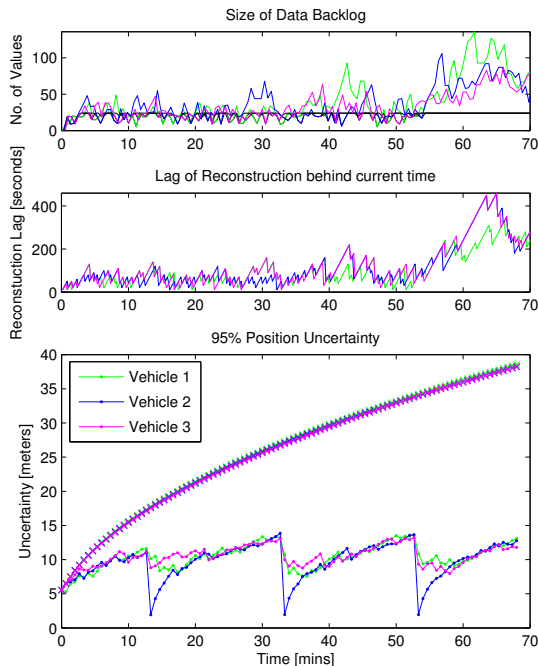 Size of Data Backlog
No. of Values
100
50
0
0 10 20 30 40 50 60 70
Lag of Reconstruction behind current time
Reconstuction Lag [seconds]
400
200
0
0 10 20 30 40 50 60 70
95% Position Uncertainty
Uncertainty [meters]
40
35
30
25
20
15
10
5
0
Vehicle 1
Vehicle 2
Vehicle 3
0 10 20 30 40 50 60 70
Time [mins]